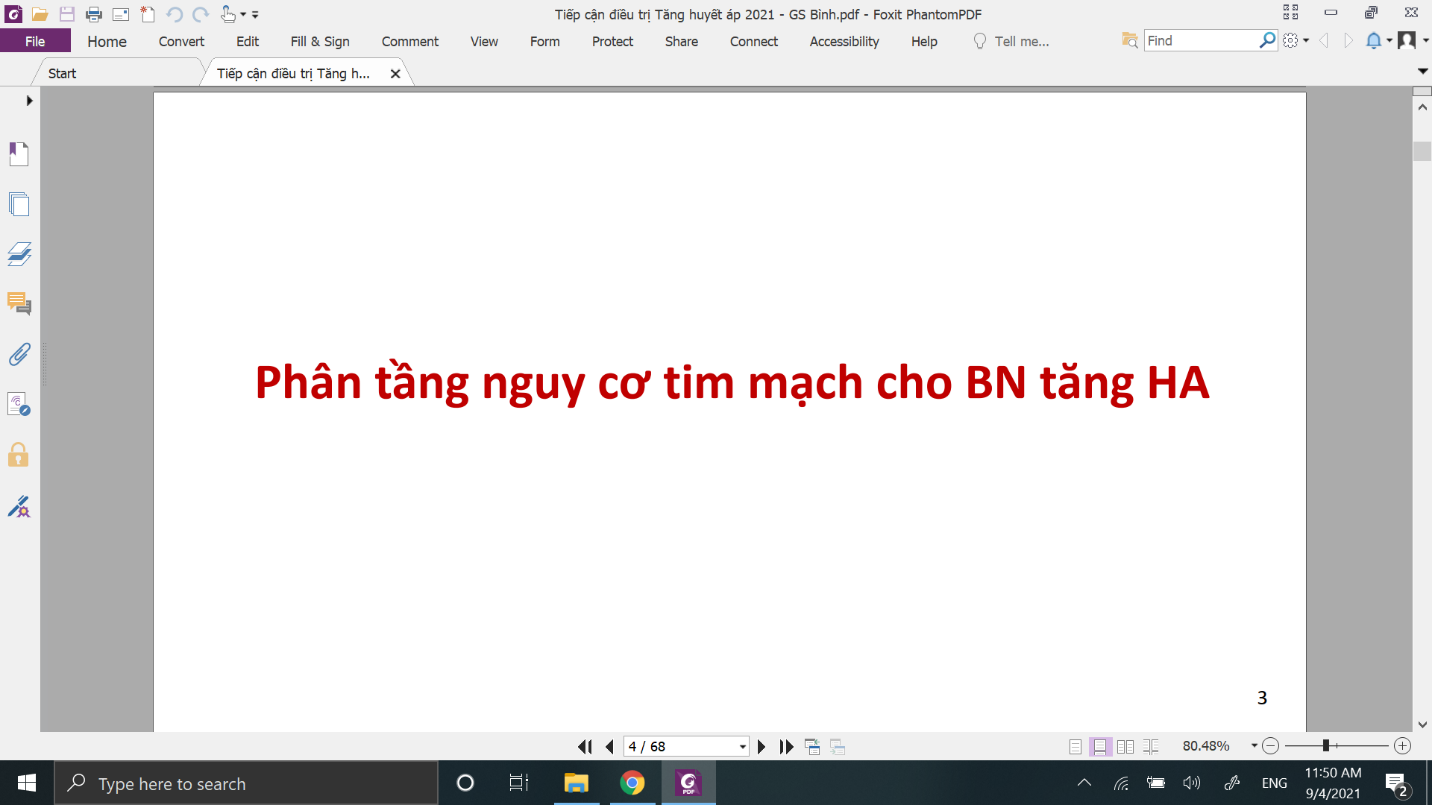 Tiếp cận điều trị Tăng huyết áp 2021 - GS Binh.pdf - Foxit PhantomPDF
File Home Convert Edit Fill & Sign Comment View Form Protect Share Connect Accessibility Help Tell me... Find
Start Tiếp cận điều trị Tăng h...
Phân tầng nguy cơ tim mạch cho BN tăng HA
3
4 / 68 80.48%
Type here to search PDF ENG 11:50 AM
9/4/2021 2